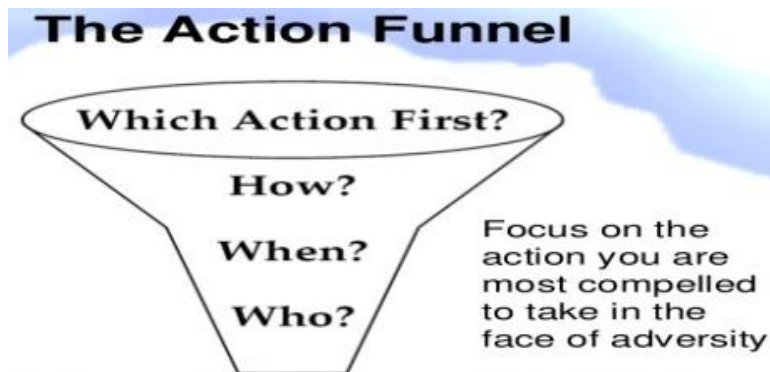 The Action Funnel
Which Action First?
How?
When?
Who?
Focus on the
action you are
most compelled
to take in the
face of adversity